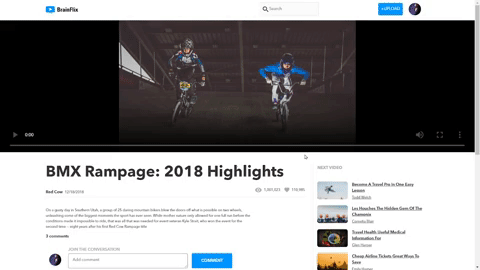 BrainFlix
Search
+UPLOAD
0:00
BMX Rampage: 2018 Highlights
Red Cow 12/18/2018
1,001,023 110,985
On a gusty day in Southern Utah, a group of 25 daring mountain bikers blew the doors off what is possible on two wheels,
unleashing some of the biggest moments the sport has ever seen. While mother nature only allowed for one full run before the
conditions made it impossible to ride, that was all that was needed for event veteran Kyle Strait, who won the event for the
second time -- eight years after his first Red Cow Rampage title
3 comments
JOIN THE CONVERSATION
Add comment
COMMENT
NEXT VIDEO
Become A Travel Pro In One Easy
Lesson
Todd Welch
Les Houches The Hidden Gem Of The
Chamonix
Cornelia Blair
Travel Health Useful Medical
Information For
Glen Harper
Cheap Airline Tickets Great Ways To
Save
Emily Harper